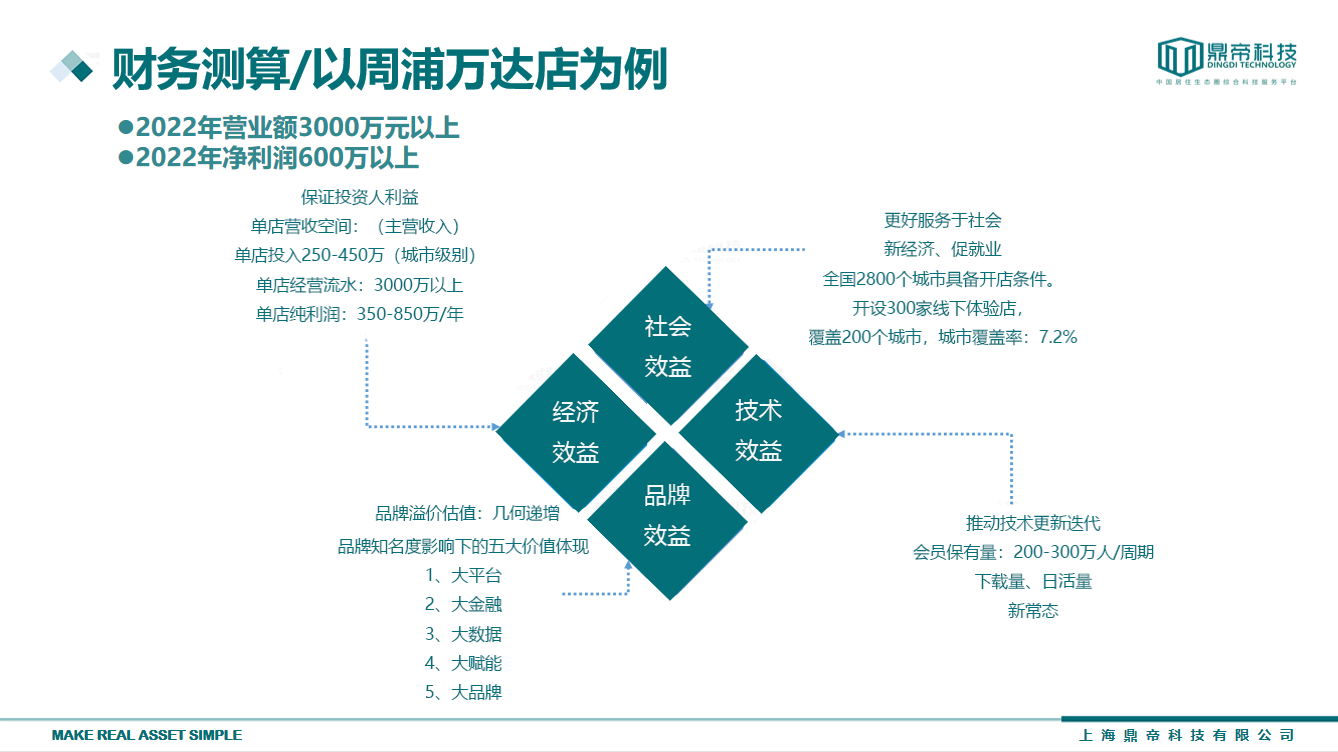 财务测算/以周浦万达店为例
鼎帝科技
DINGDI TECHNOLOGY
中国居住生态圈综合科技服务平台
●2022年营业额3000万元以上
●2022年净利润600万以上
保证投资人利益
单店营收空间：（主营收入）
单店投入250-450万（城市级别）
单店经营流水：3000万以上
单店纯利润：350-850万/年
更好服务于社会
新经济、促就业
全国2800个城市具备开店条件。
开设300家线下体验店，
覆盖200个城市，城市覆盖率：7.2%
社会
效益
经济
效益
技术
效益
品牌
效益
品牌溢价估值：几何递增
品牌知名度影响下的五大价值体现
1、大平台
2、大金融
3、大数据
4、大赋能
5、大品牌
推动技术更新迭代
会员保有量：200-300万人/周期
下载量、日活量
新常态
MAKE REAL ASSET SIMPLE
上海鼎帝科技有限公司